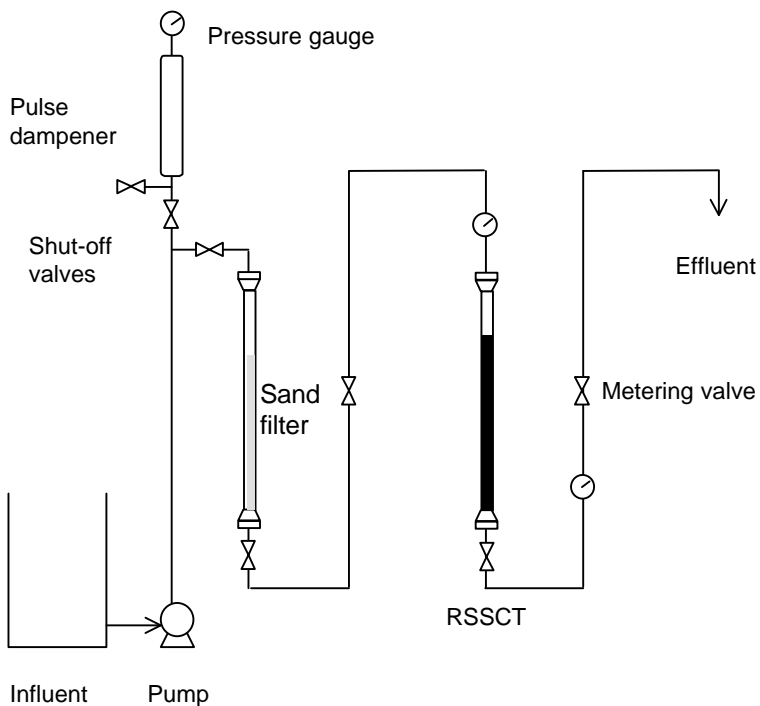 Pressure gauge
Pulse
dampener
Shut-off
valves
Effluent
Sand
filter
Metering valve
RSSCT
Influent
Pump